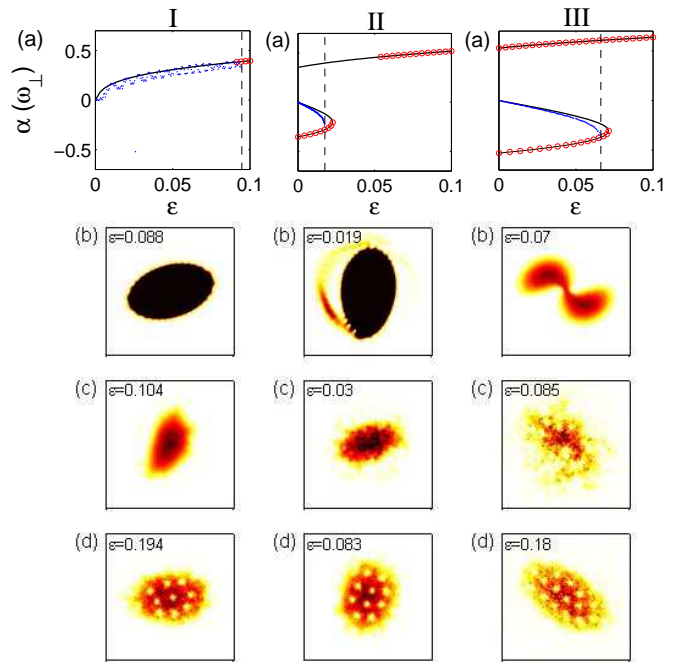 I II III
(a) (a) (a)
0.5
0
−0.5
α (ω⊥)
0 0.05 0.1 0 0.05 0.1 0 0.05 0.1
ε ε ε
(b) ε=0.088 (b) ε=0.019 (b) ε=0.07
(c) ε=0.104 (c) ε=0.03 (c) ε=0.085
(d) ε=0.194 (d) ε=0.083 (d) ε=0.18